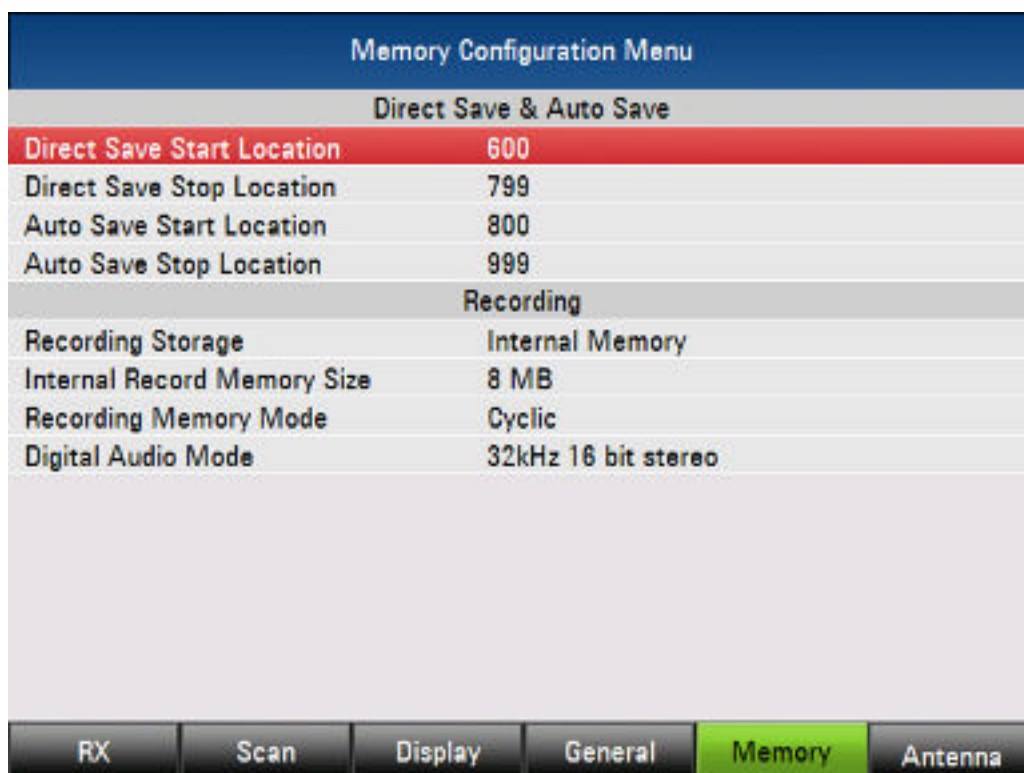 Memory Configuration Menu
Direct Save & Auto Save
Direct Save Start Location 600
Direct Save Stop Location 799
Auto Save Start Location 800
Auto Save Stop Location 999
Recording
Recording Storage Internal Memory
Internal Record Memory Size 8 MB
Recording Memory Mode Cyclic
Digital Audio Mode 32kHz 16 bit stereo
RX Scan Display General Memory Antenna